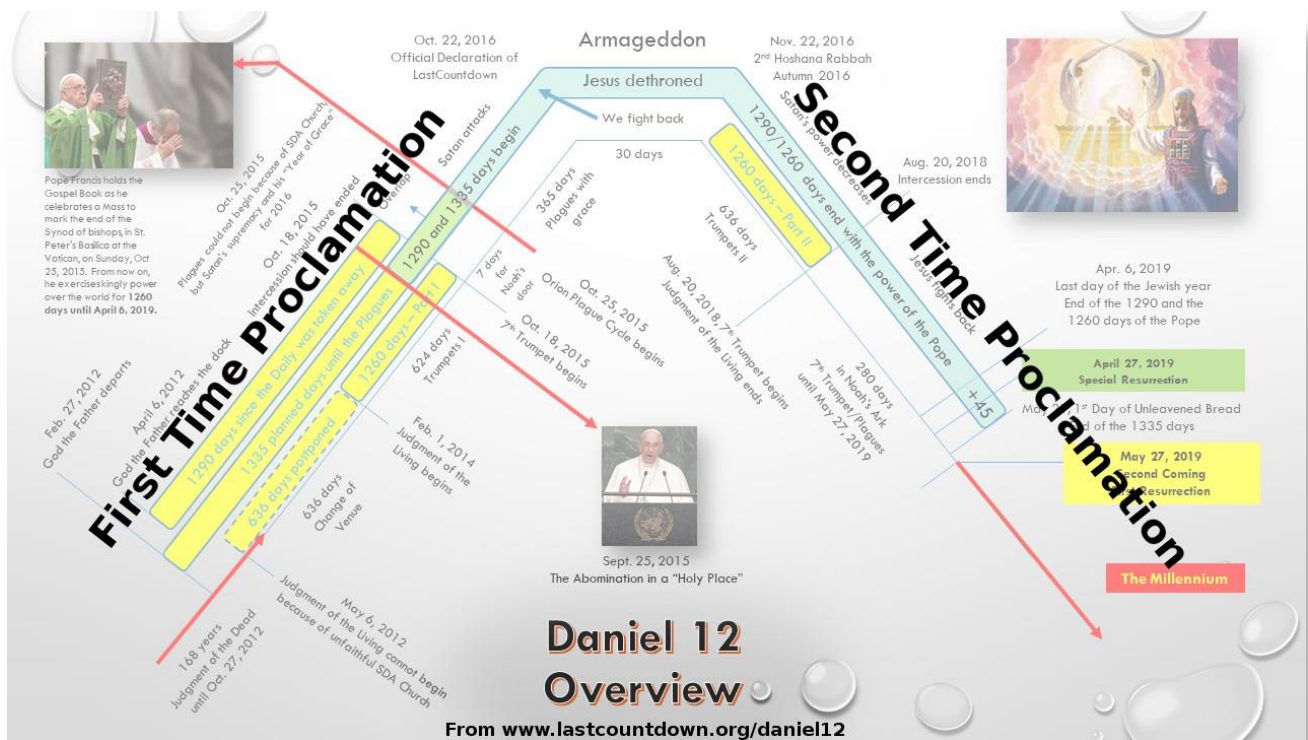 Armageddon
Jesus dethroned
Oct. 22, 2016
Official Declaration of
LastCountdown
Nov. 22, 2016
2nd Hoshana Rabbah
Autumn 2016
We fight back
30 days
Satan attacks
Satan's power decreases
Aug. 20, 2018
Intercession ends
Pope Francis holds the
Gospel Book as he
celebrates a Mass to
mark the end of the
Synod of bishops, in St.
Peter's Basilica at the
Vatican, on Sunday, Oct
25, 2015. From now on,
he exerciseskingly power
over the world for 1260
days until April 6, 2019.
Oct. 25, 2015
Plagues could not begin because of SDA Church,
but Satan's supremacy and his "Year of Grace"
for 2016
Oct. 18, 2015
Intercession should have ended
Overlap
First Time Proclamation
Second Time Proclamation
1290 and 1335 days begin
1290/1260 days end with the power of the Pope
+45
Jesus fights back
1260 days – Part II
636 days
Trumpets II
365 days
Plagues with
grace
7 days
for
Noah's
door
Oct. 25, 2015
Orion Plague Cycle begins
Oct. 18, 2015
7th Trumpet begins
1260 days – Part I
624 days
Trumpets I
Aug. 20, 2018, 7th Trumpet begins
Judgment of the Living ends
280 days
in Noah's Ark
7th Trumpet/Plagues
until May 27, 2019
Feb. 27, 2012
God the Father departs
April 6, 2012
God the Father reaches the dock
1290 days since the Daily was taken away
1335 planned days until the Plagues
636 days postponed
Feb. 1, 2014
Judgment of the
Living begins
636 days
Change of
Venue
May 6, 2012
Judgment of the Living cannot begin
because of unfaithful SDA Church
168 years
Judgment of the Dead
until Oct. 27, 2012
Apr. 6, 2019
Last day of the Jewish year
End of the 1290 and the
1260 days of the Pope
April 27, 2019
Special Resurrection
1st Day of Unleavened Bread
of the 1335 days
May 27, 2019
Second Coming
Resurrection
The Millennium
Sept. 25, 2015
The Abomination in a "Holy Place"
Daniel 12
Overview
From www.lastcountdown.org/daniel12